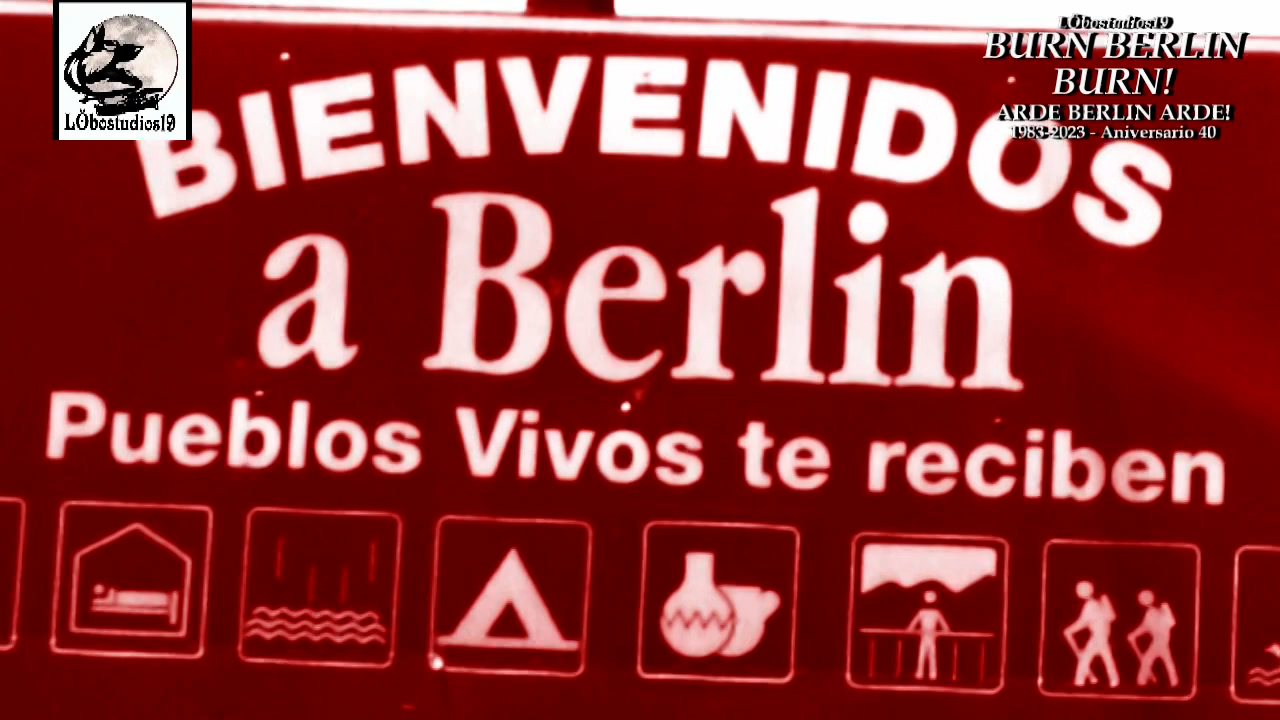 LÖbostudios19
LÖbostudios19
BURN BERLIN
BURN!
ARDE BERLIN ARDE!
1983-2023 - Aniversario 40
BIENVENIDOS
a Berlin
Pueblos Vivos te reciben